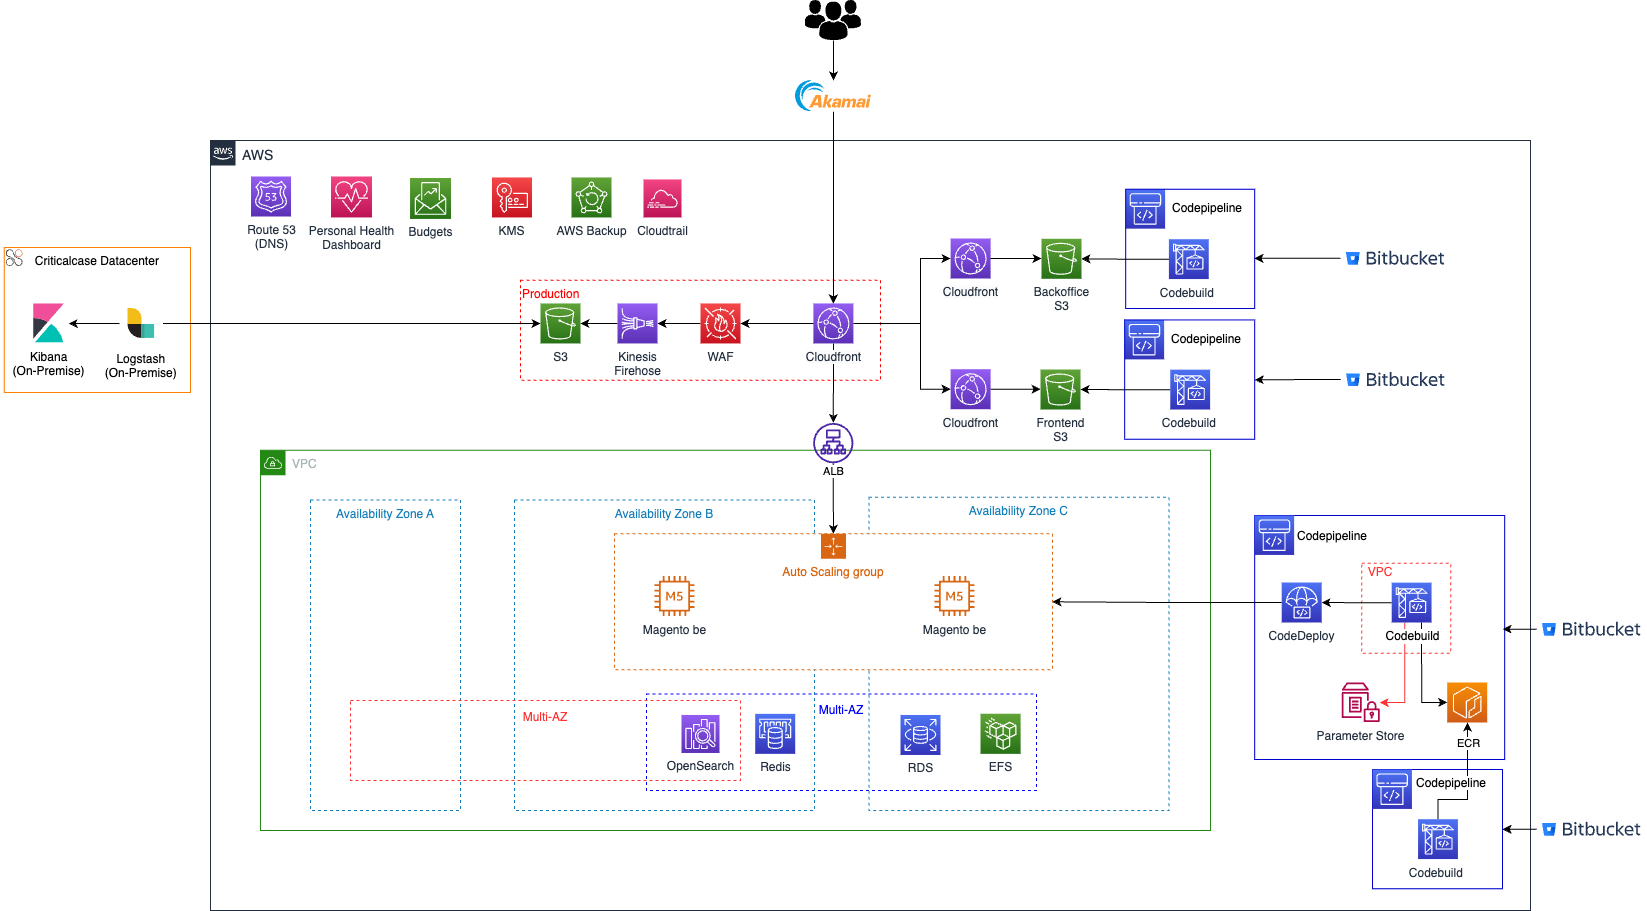 Akamai
aws
AWS
53
Route 53
(DNS)
Personal Health
Dashboard
Budgets
KMS
AWS Backup
Cloudtrail
Codepipeline
Codebuild
Bitbucket
Cloudfront
Backoffice
S3
Criticalcase Datacenter
Kibana
(On-Premise)
Logstash
(On-Premise)
Production
S3
Kinesis
Firehose
WAF
Cloudfront
Codepipeline
Codebuild
Bitbucket
Cloudfront
Frontend
S3
ALB
VPC
Availability Zone A
Availability Zone B
Availability Zone C
Auto Scaling group
M5
Magento be
M5
Magento be
Multi-AZ
Multi-AZ
OpenSearch
Redis
RDS
EFS
Codepipeline
VPC
CodeDeploy
Codebuild
Bitbucket
Parameter Store
ECR
Codepipeline
Codebuild
Bitbucket